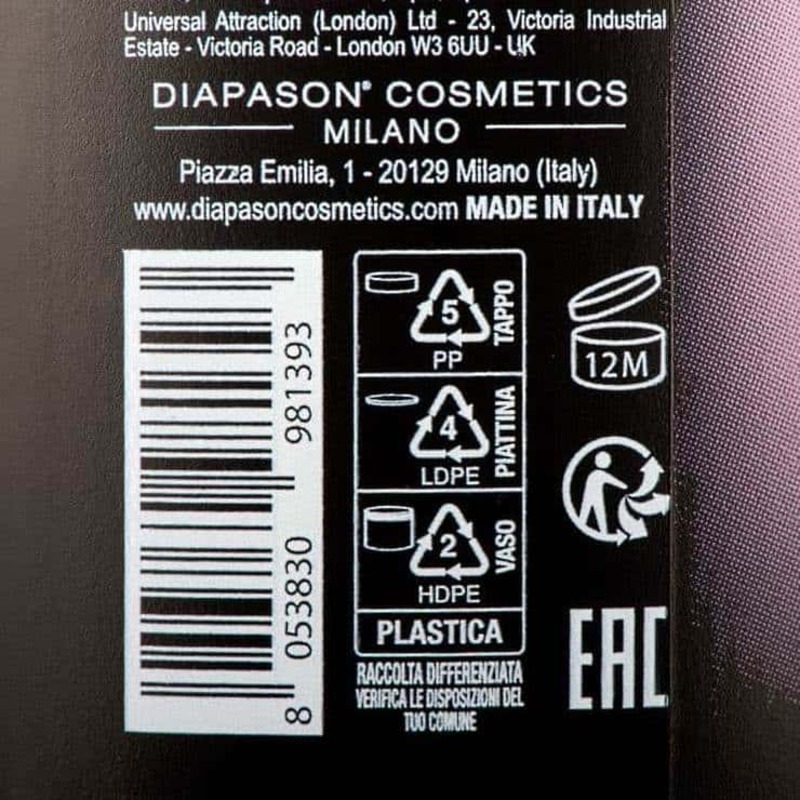 Universal Attraction (London) Ltd - 23, Victoria Industrial
Estate - Victoria Road - London W3 6UU - UK
DIAPASON® COSMETICS
MILANO
Piazza Emilia, 1 - 20129 Milano (Italy)
www.diapasoncosmetics.com MADE IN ITALY
8 053830 981393
5
PP
TAPPO
4
LDPE
PIATTINA
2
HDPE
VASO
PLASTICA
RACCOLTA DIFFERENZIATA
VERIFICA LE DISPOSIZIONI DEL
TUO COMUNE
12M
EAC